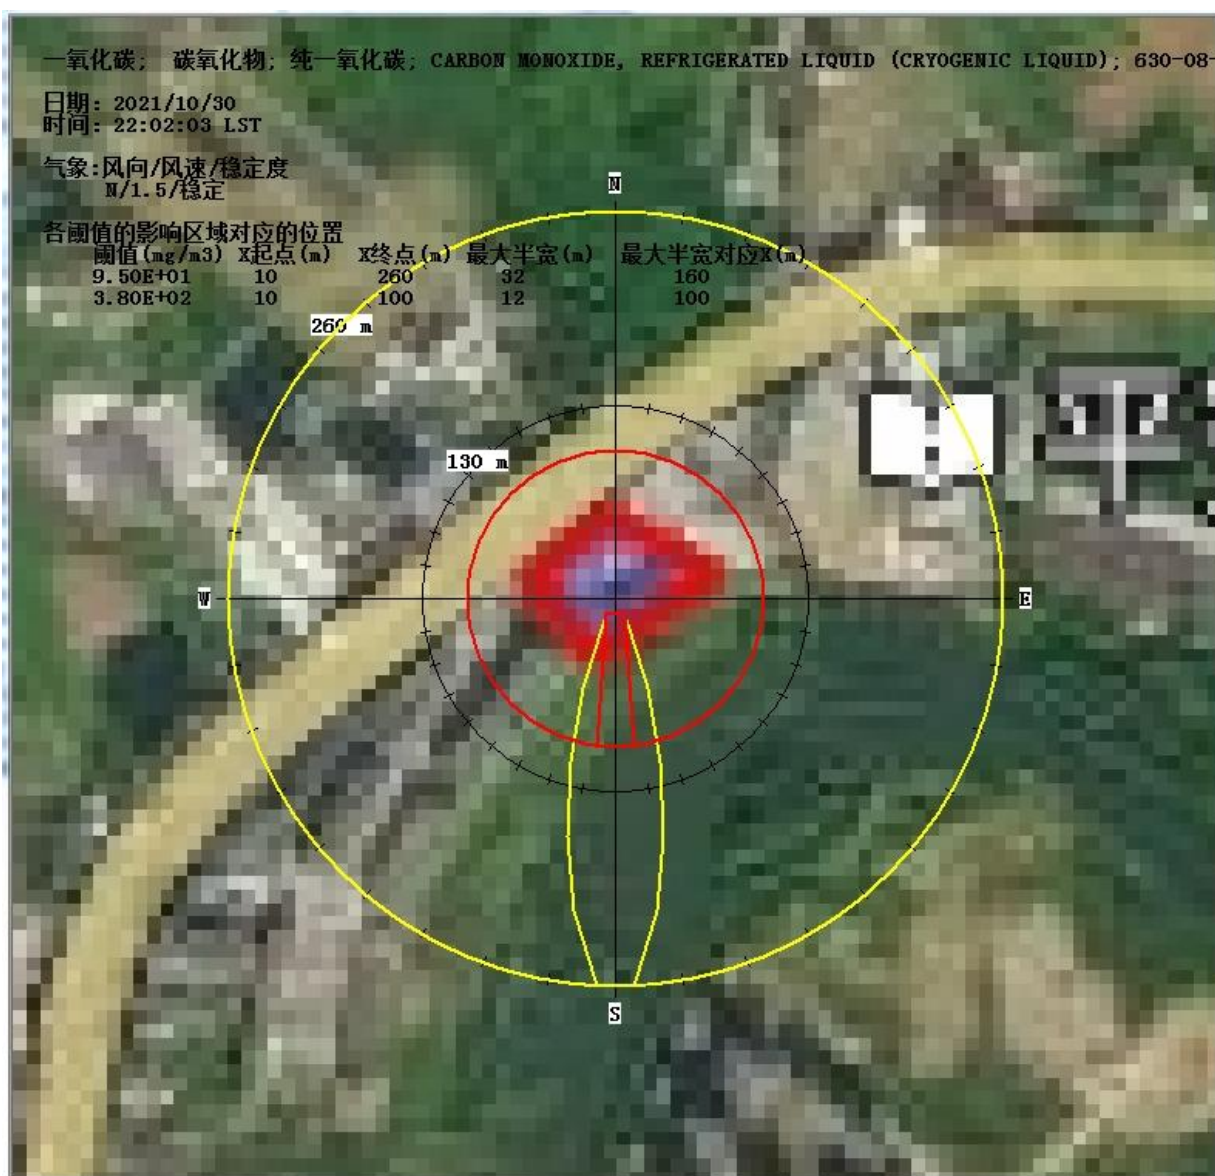 一氧化碳; 碳氧化物; 纯一氧化碳; CARBON MONOXIDE, REFRIGERATED LIQUID (CRYOGENIC LIQUID); 630-08-
日期: 2021/10/30
时间: 22:02:03 LST
气象:风向/风速/稳定度
N/1.5/稳定
N
各阈值的影响区域对应的位置
阈值(mg/m3) X起点(m) X终点(m) 最大半宽(m) 最大半宽对应X(m)
9.50E+01 10 260 32 160
3.80E+02 10 100 12 100
260 m
130 m
W
E
S